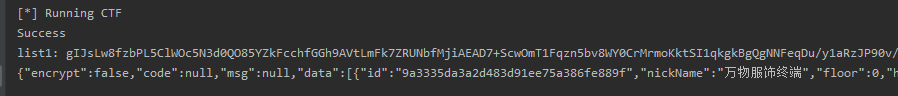 [*] Running CTF
Success
list1: gIJsLw8fzbPL5ClWOc5N3d0QO85YZkFcchfGGh9AVtLmFk7ZRUNbfMjiAEAD7+ScwOmT1Fqzn5bv8WY0CrMrmoKktSI1qkgkBgQgNNFeqDu/y1aRzJP90v/
{"encrypt":false,"code":null,"msg":null,"data":[{"id":"9a3335da3a2d483d91ee75a386fe889f","nickName":"万物服饰终端","floor":0,"h